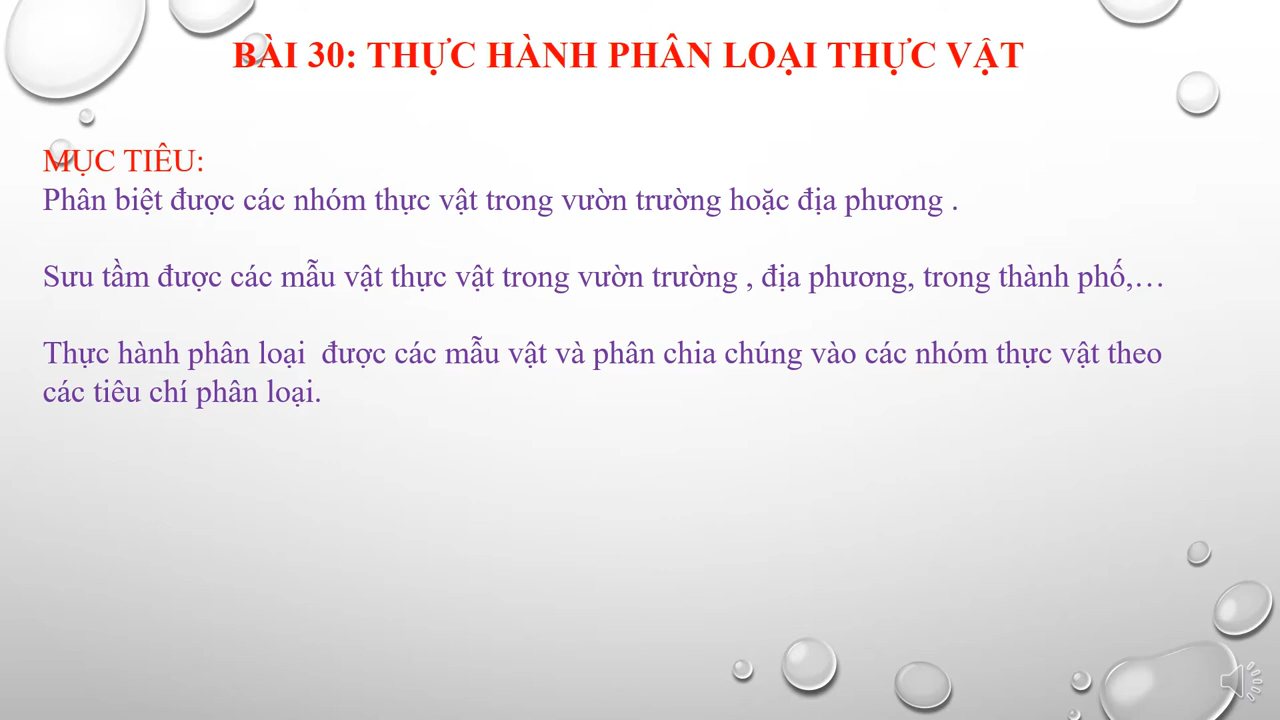 BÀI 30: THỰC HÀNH PHÂN LOẠI THỰC VẬT
MỤC TIÊU:
Phân biệt được các nhóm thực vật trong vườn trường hoặc địa phương .
Sưu tầm được các mẫu vật thực vật trong vườn trường , địa phương, trong thành phố,…
Thực hành phân loại  được các mẫu vật và phân chia chúng vào các nhóm thực vật theo
các tiêu chí phân loại.